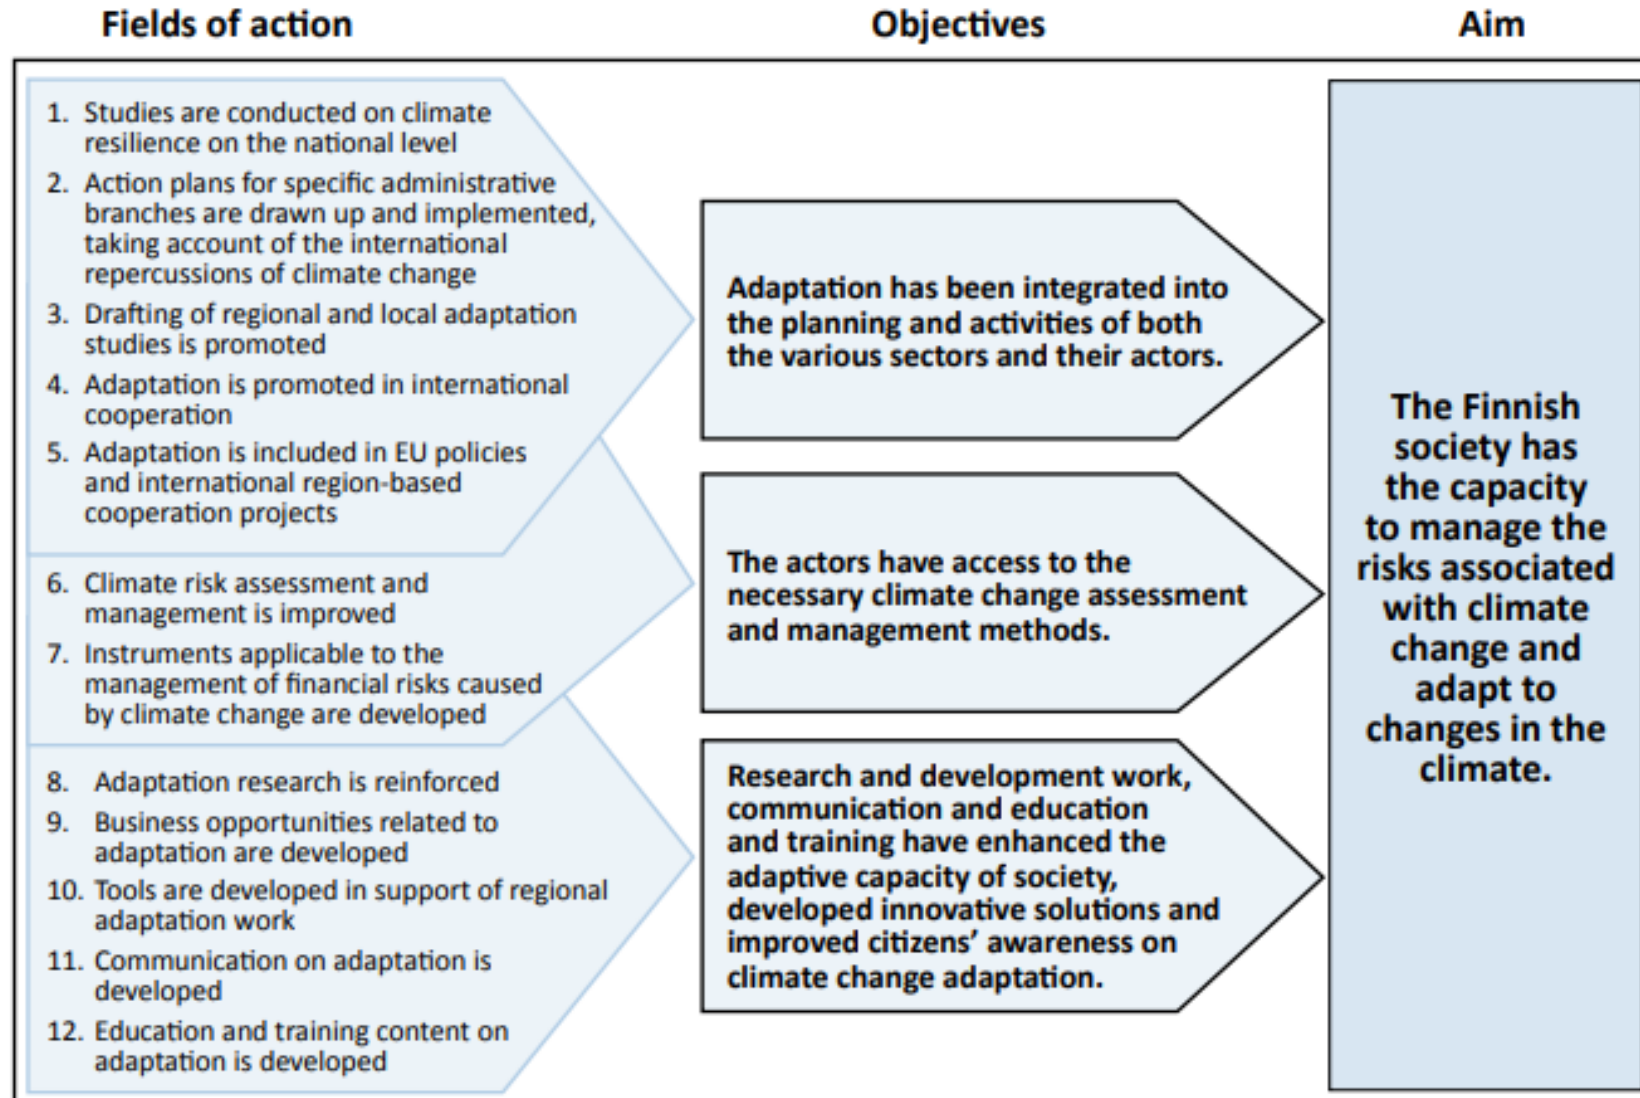 Fields of action
Objectives
Aim
1. Studies are conducted on climate
resilience on the national level
2. Action plans for specific administrative
branches are drawn up and implemented,
taking account of the international
repercussions of climate change
3. Drafting of regional and local adaptation
studies is promoted
4. Adaptation is promoted in international
cooperation
5. Adaptation is included in EU policies
and international region-based
cooperation projects
6. Climate risk assessment and
management is improved
7. Instruments applicable to the
management of financial risks caused
by climate change are developed
8. Adaptation research is reinforced
9. Business opportunities related to
adaptation are developed
10. Tools are developed in support of regional
adaptation work
11. Communication on adaptation is
developed
12. Education and training content on
adaptation is developed
Adaptation has been integrated into
the planning and activities of both
the various sectors and their actors.
The actors have access to the
necessary climate change assessment
and management methods.
Research and development work,
communication and education
and training have enhanced the
adaptive capacity of society,
developed innovative solutions and
improved citizens’ awareness on
climate change adaptation.
The Finnish
society has
the capacity
to manage the
risks associated
with climate
change and
adapt to
changes in the
climate.